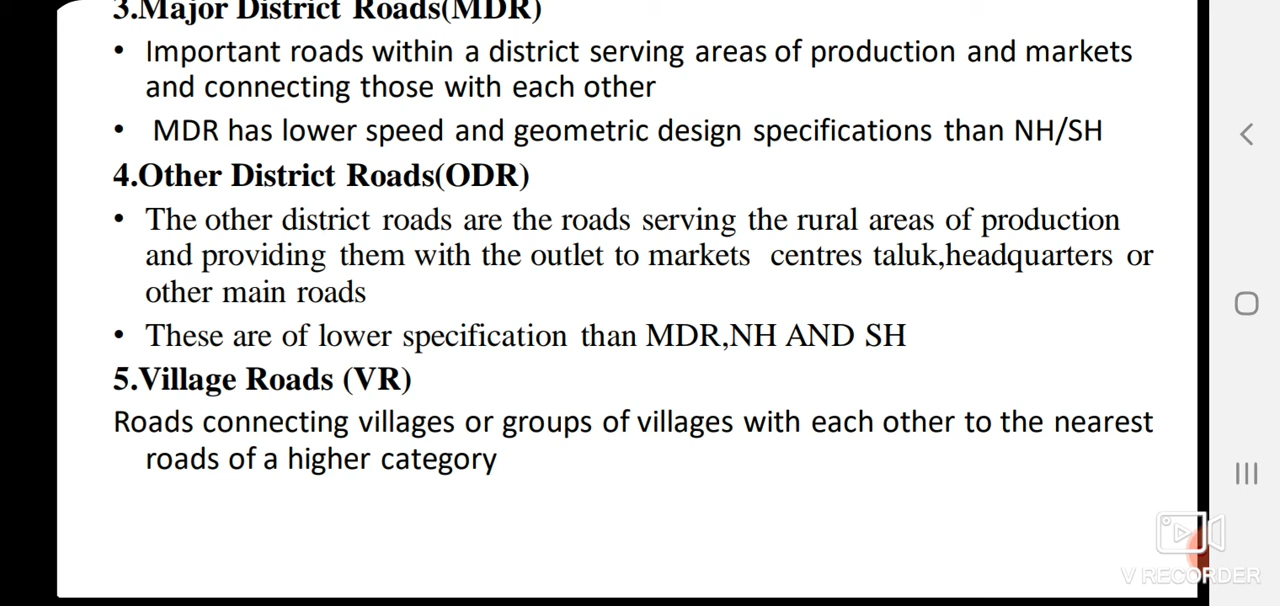 3.Major District Roads(MDR)
• Important roads within a district serving areas of production and markets
and connecting those with each other
• MDR has lower speed and geometric design specifications than NH/SH
4.Other District Roads(ODR)
• The other district roads are the roads serving the rural areas of production
and providing them with the outlet to markets centres taluk,headquarters or
other main roads
• These are of lower specification than MDR,NH AND SH
5.Village Roads (VR)
Roads connecting villages or groups of villages with each other to the nearest
roads of a higher category
V RECORDER